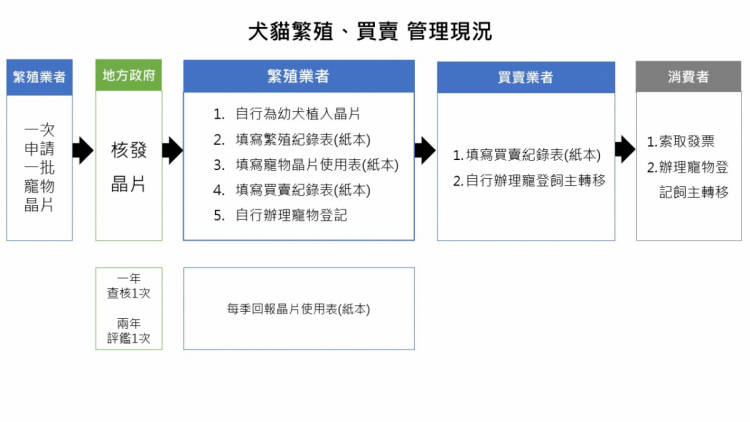 犬貓繁殖、買賣 管理現況
繁殖業者
一次
申請
一批
寵物
晶片
地方政府
核發
晶片
繁殖業者
1. 自行為幼犬植入晶片
2. 填寫繁殖紀錄表(紙本)
3. 填寫寵物晶片使用表(紙本)
4. 填寫買賣紀錄表(紙本)
5. 自行辦理寵物登記
買賣業者
1.填寫買賣紀錄表(紙本)
2.自行辦理寵登飼主轉移
消費者
1.索取發票
2.辦理寵物登
記飼主轉移
一年
查核1次
兩年
評鑑1次
每季回報晶片使用表(紙本)